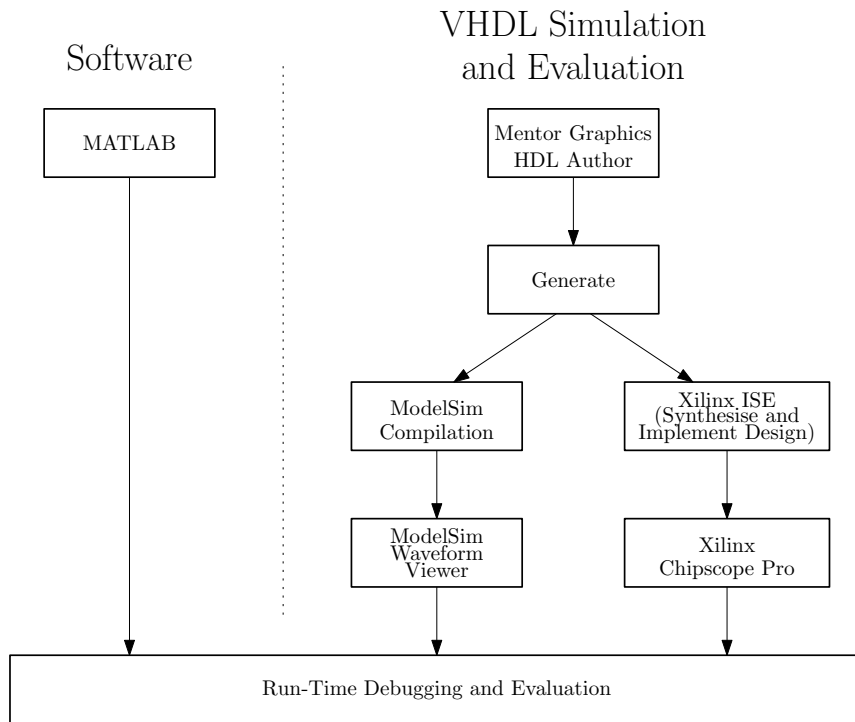 Software
VHDL Simulation
and Evaluation
MATLAB
Mentor Graphics
HDL Author
Generate
ModelSim
Compilation
Xilinx ISE
(Synthesise and
Implement Design)
ModelSim
Waveform
Viewer
Xilinx
Chipscope Pro
Run-Time Debugging and Evaluation